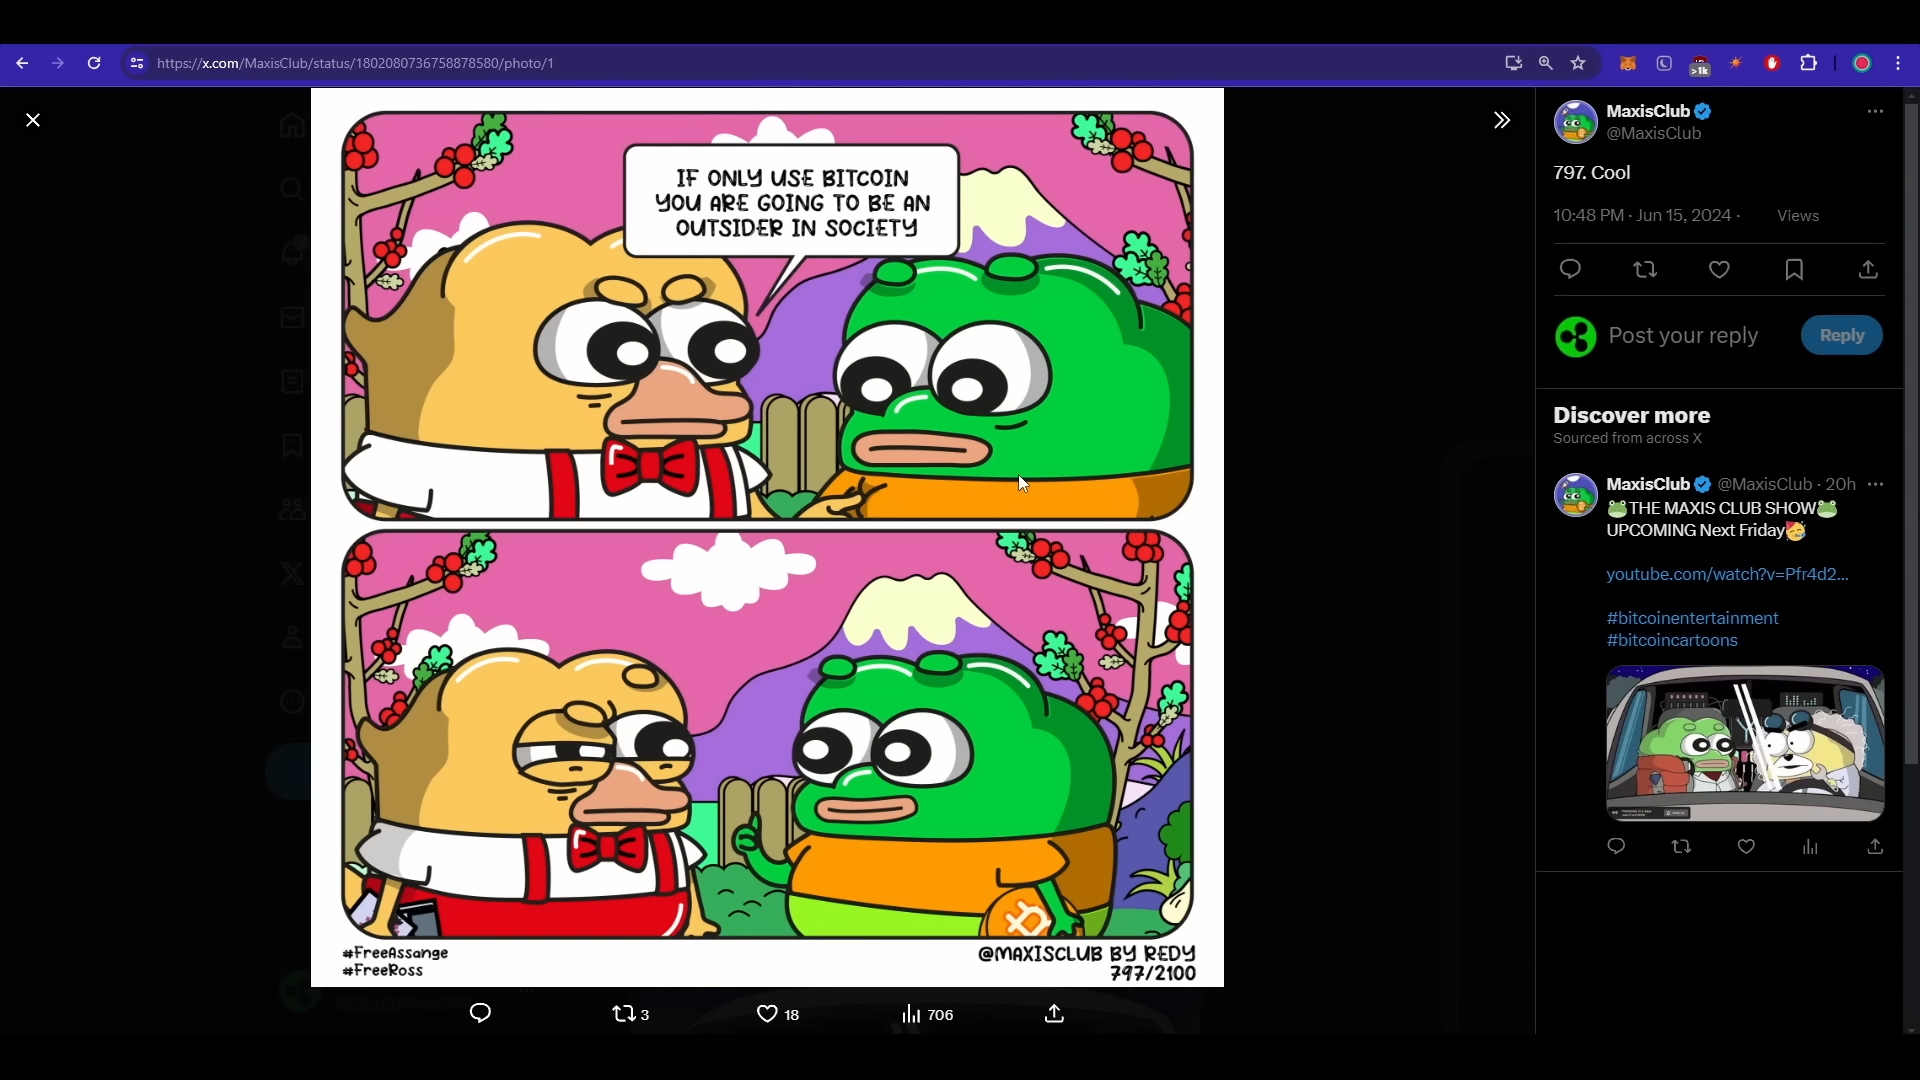 https://x.com/MaxisClub/status/1802080736758878580/photo/1
>1k
IF ONLY USE BITCOIN
YOU ARE GOING TO BE AN
OUTSIDER IN SOCIETY
#FreeAssange
#FreeRoss
@MAXISCLUB BY REDY
797/2100
3
18
706
MaxisClub
@MaxisClub
797. Cool
10:48 PM · Jun 15, 2024 · Views
Post your reply
Reply
Discover more
Sourced from across X
MaxisClub @MaxisClub · 20h
🐸THE MAXIS CLUB SHOW🐸
UPCOMING Next Friday🥳
youtube.com/watch?v=Pfr4d2...
#bitcoinentertainment
#bitcoincartoons